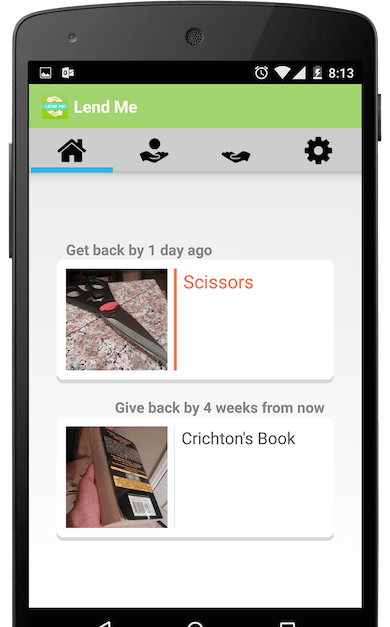 8:13
LEND ME
Lend Me
Get back by 1 day ago
Scissors
Give back by 4 weeks from now
Crichton's Book